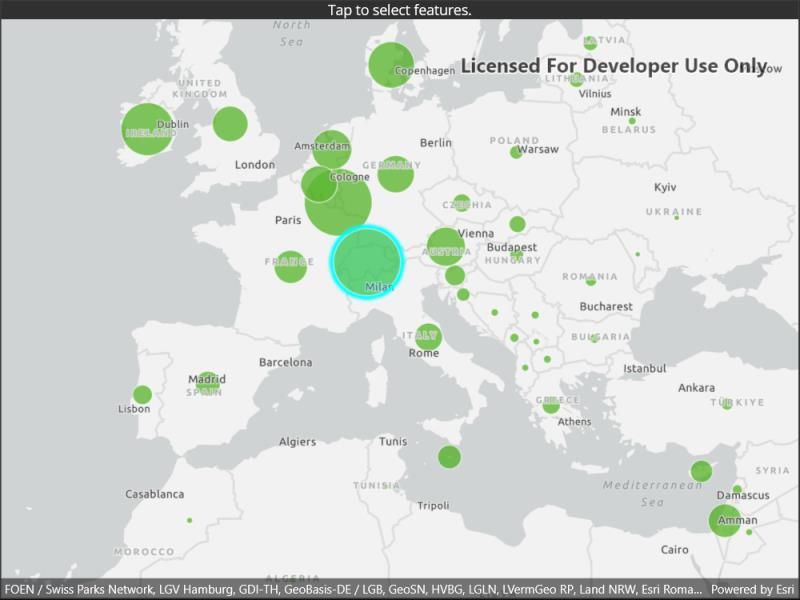 Tap to select features.
North
Sea
LATVIA
Copenhagen
Licensed For Developer Use Only
LITHUANIA
UNITED
KINGDOM
Vilnius
Minsk
BELARUS
Dublin
IRELAND
Amsterdam
Berlin
POLAND
Warsaw
London
GERMANY
Cologne
Kyiv
UKRAINE
CZECHIA
Paris
Vienna
AUSTRIA
Budapest
HUNGARY
FRANCE
Milan
ROMANIA
Bucharest
ITALY
Rome
BULGARIA
Barcelona
Istanbul
Madrid
SPAIN
Ankara
TÜRKIYE
Lisbon
GREECE
Athens
Algiers
Tunis
SYRIA
Mediterranean
Sea
TUNISIA
Casablanca
Damascus
Tripoli
Amman
MOROCCO
Cairo
ALGERIA
FOEN / Swiss Parks Network, LGV Hamburg, GDI-TH, GeoBasis-DE / LGB, GeoSN, HVBG, LGLN, LVermGeo RP, Land NRW, Esri Roma... Powered by Esri